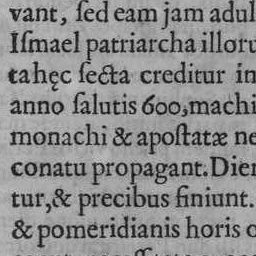 vant, ſed eam jam adul
Iſmael patriarcha illoru
ta hęc ſecta creditur in
anno ſalutis 600, machi
monachi & apoſtatæ ne
conatu propagant. Dier
tur, & precibus finiunt.
& pomeridianis horis o